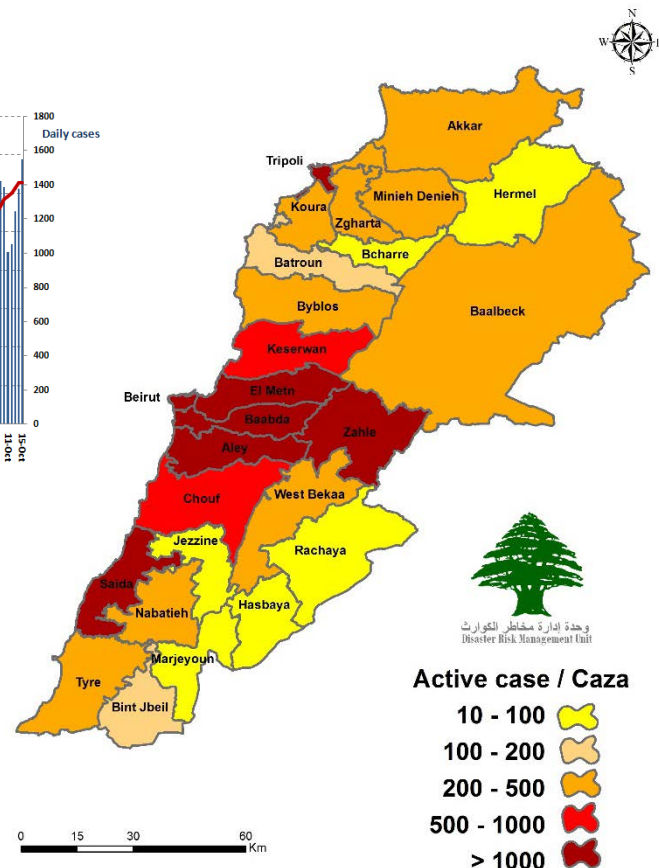 N
W
S
1800
Daily cases
1600
1400
1200
1000
800
600
400
200
0
11-Oct
15-Oct
Akkar
Tripoli
Minieh Denieh
Hermel
Koura
Zgharta
Bcharre
Batroun
Byblos
Baalbeck
Keserwan
El Metn
Beirut
Baabda
Zahle
Aley
West Bekaa
Chouf
Jezzine
Rachaya
Saida
Nabatieh
Hasbaya
Marjeyoun
Tyre
Bint Jbeil
وحدة إدارة مخاطر الكوارث
Disaster Risk Management Unit
Active case / Caza
10 - 100
100 - 200
200 - 500
500 - 1000
> 1000
0 15 30 60
Km